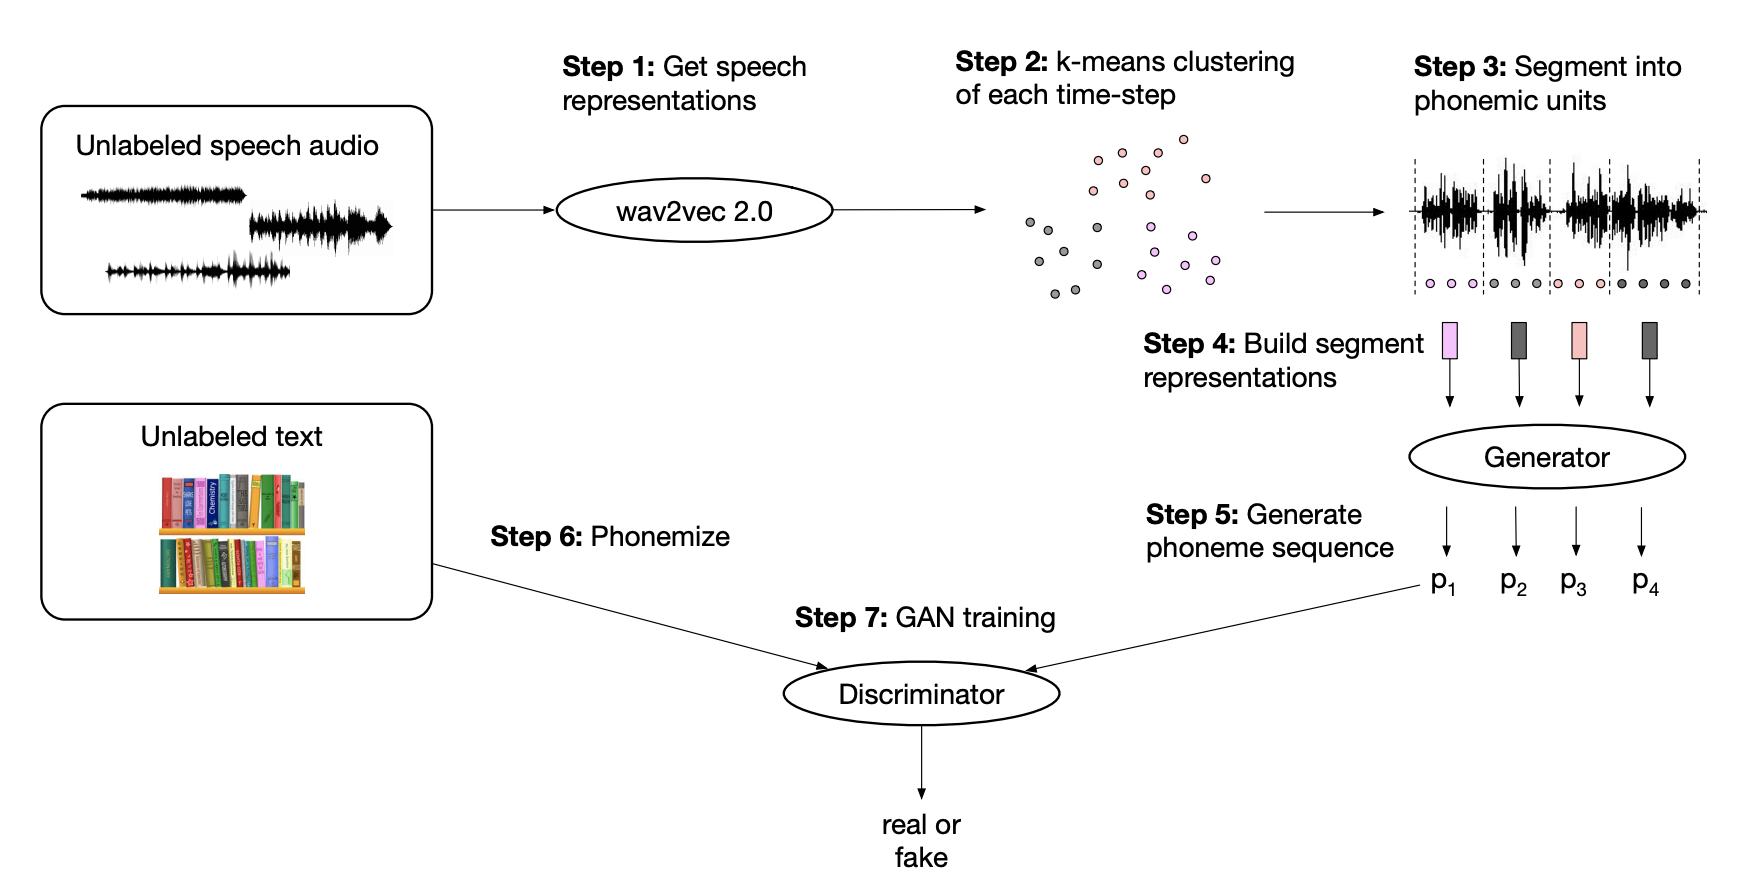 Step 1: Get speech
representations
Step 2: k-means clustering
of each time-step
Step 3: Segment into
phonemic units
Unlabeled speech audio
wav2vec 2.0
Step 4: Build segment
representations
Unlabeled text
Chemistry
Generator
Step 5: Generate
phoneme sequence
Step 6: Phonemize
p1 p2 p3 p4
Step 7: GAN training
Discriminator
real or
fake